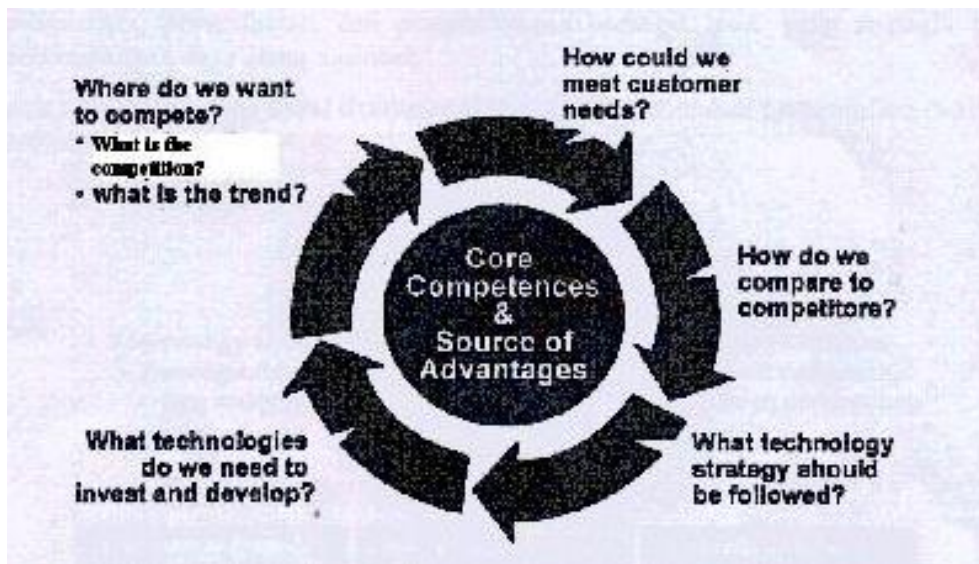 Where do we want
to compete?
* What is the
competition?
- what is the trend?
How could we
meet customer
needs?
How do we
compare to
competitore?
What technology
strategy should
be followed?
What technologies
do we need to
invest and develop?
Core
Competences
&
Source of
Advantages